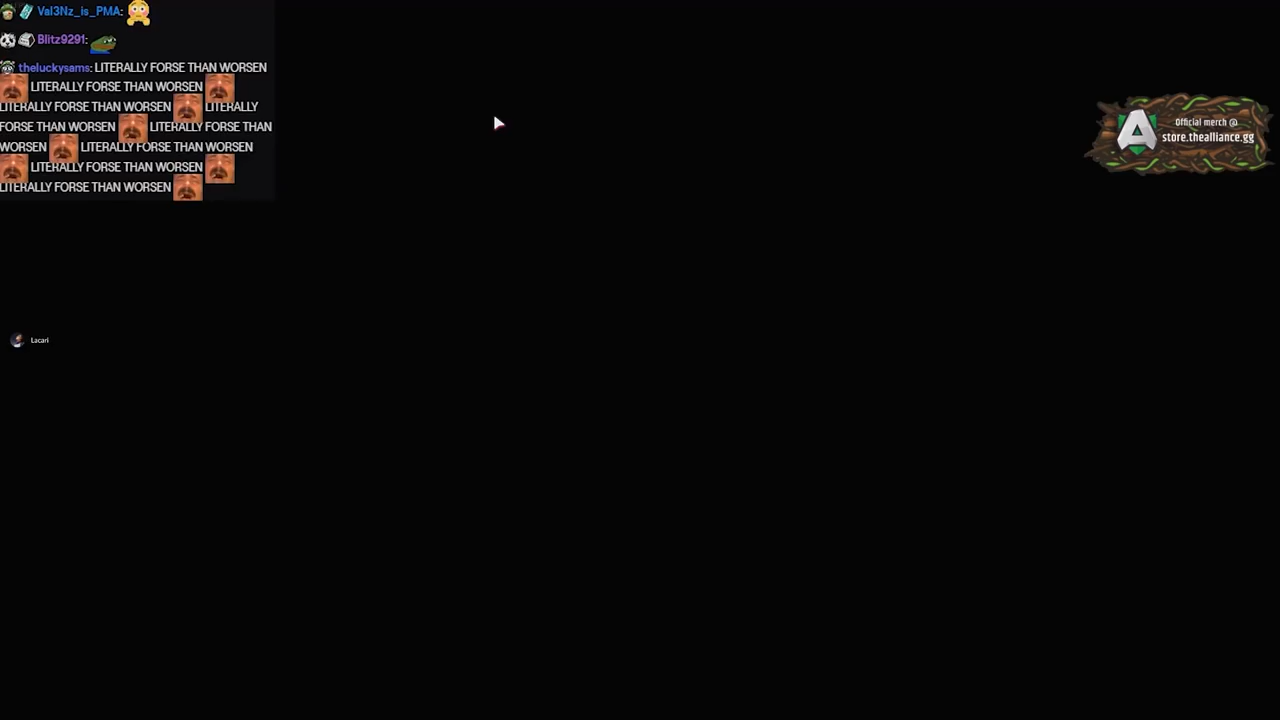 Val3Nz_is_PMA:
Blitz9291:
theluckysams: LITERALLY FORSE THAN WORSEN
LITERALLY FORSE THAN WORSEN
LITERALLY FORSE THAN WORSEN LITERALLY
FORSE THAN WORSEN LITERALLY FORSE THAN
WORSEN LITERALLY FORSE THAN WORSEN
LITERALLY FORSE THAN WORSEN
LITERALLY FORSE THAN WORSEN
Official merch @
store.thealliance.gg
Lacari